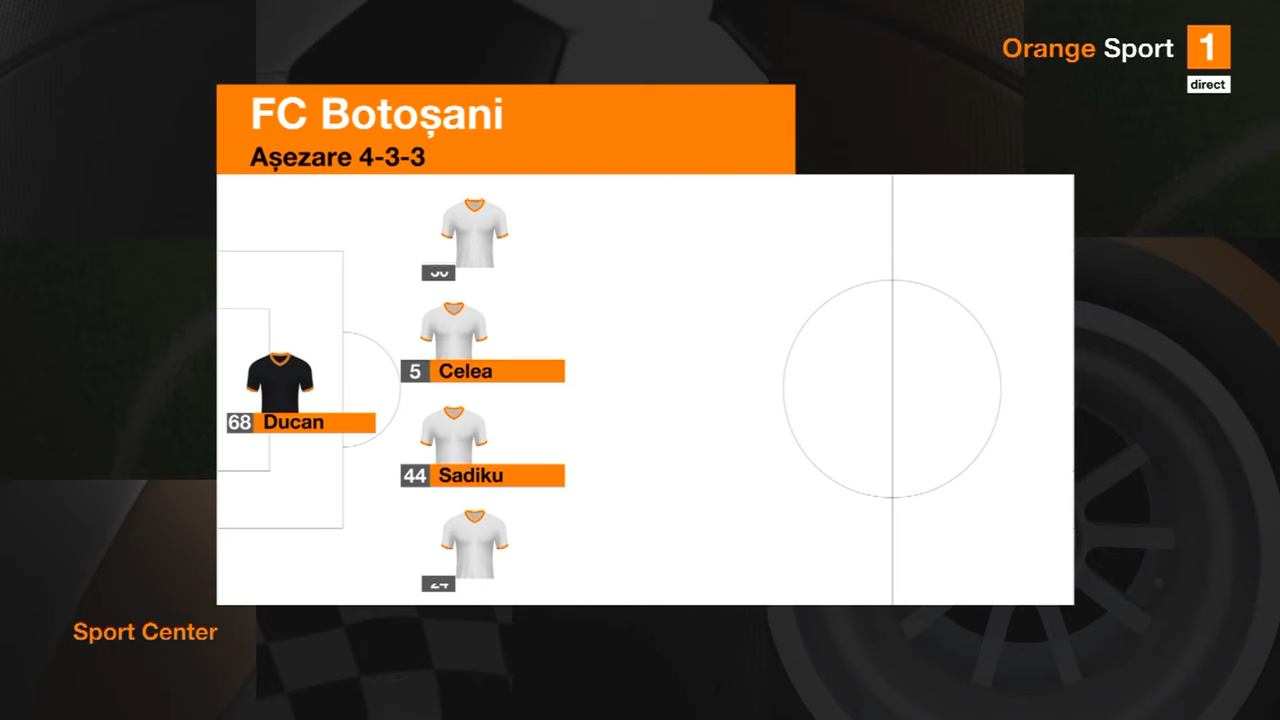 Orange Sport 1
direct
FC Botoșani
Așezare 4-3-3
5 Celea
68 Ducan
44 Sadiku
Sport Center